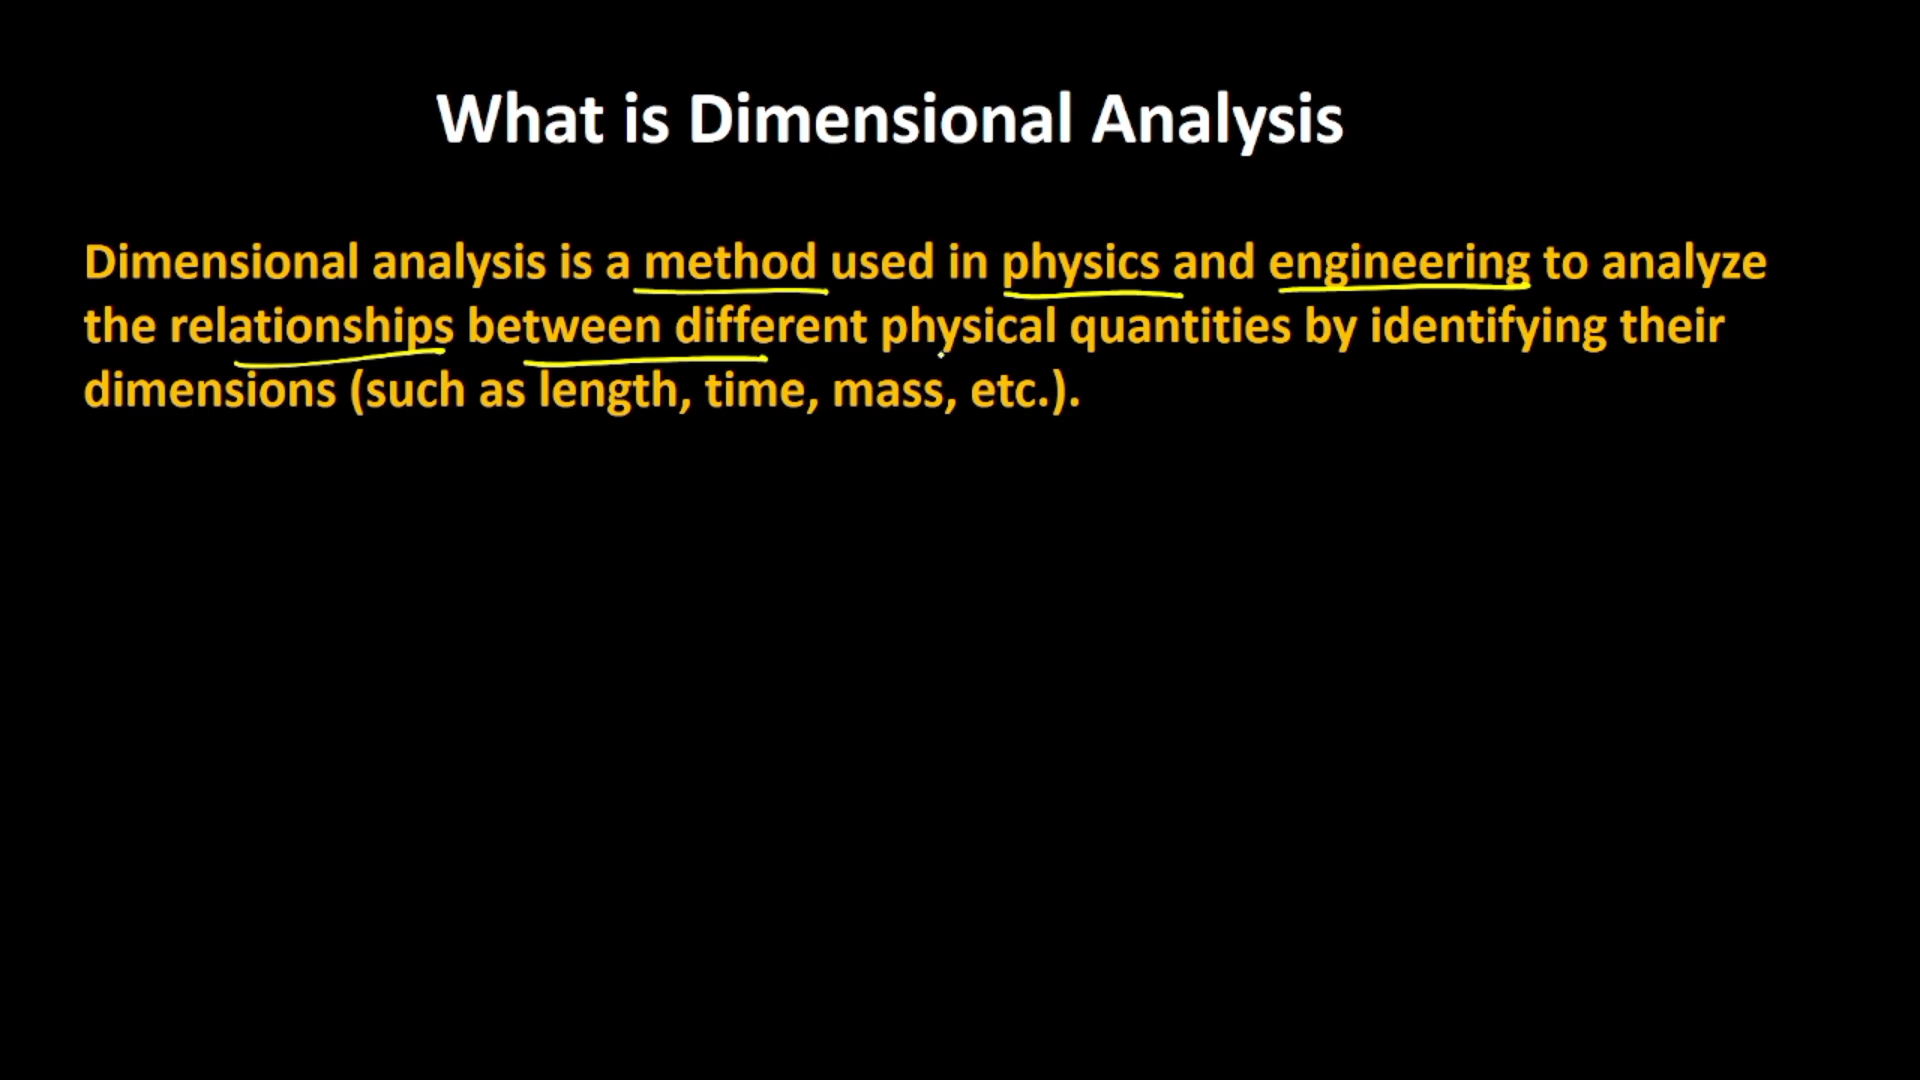 What is Dimensional Analysis
Dimensional analysis is a method used in physics and engineering to analyze
the relationships between different physical quantities by identifying their
dimensions (such as length, time, mass, etc.).